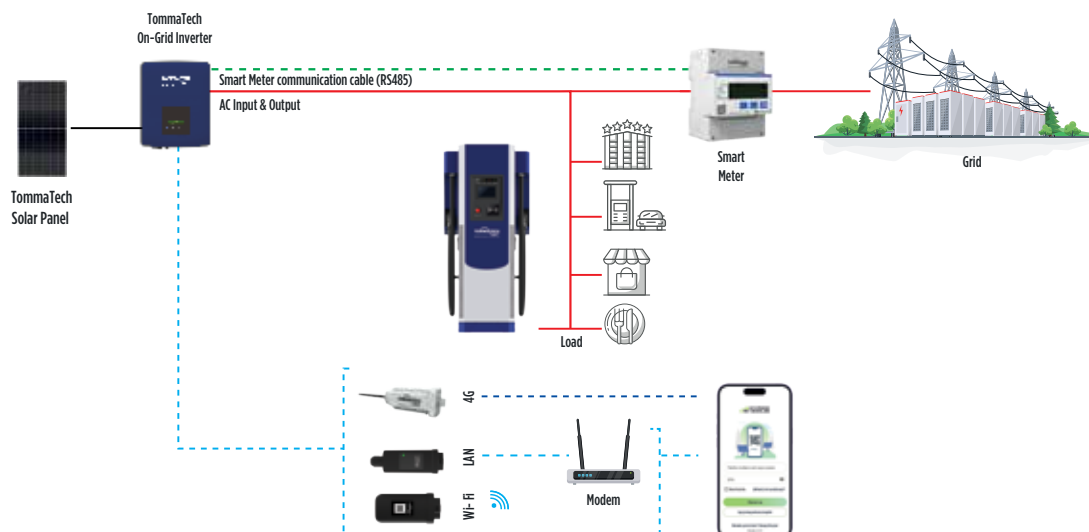 TommaTech
On-Grid Inverter
Smart Meter communication cable (RS485)
AC Input & Output
TommaTech
Solar Panel
Smart
Meter
Grid
Load
4G
LAN
Wi- Fi
Modem